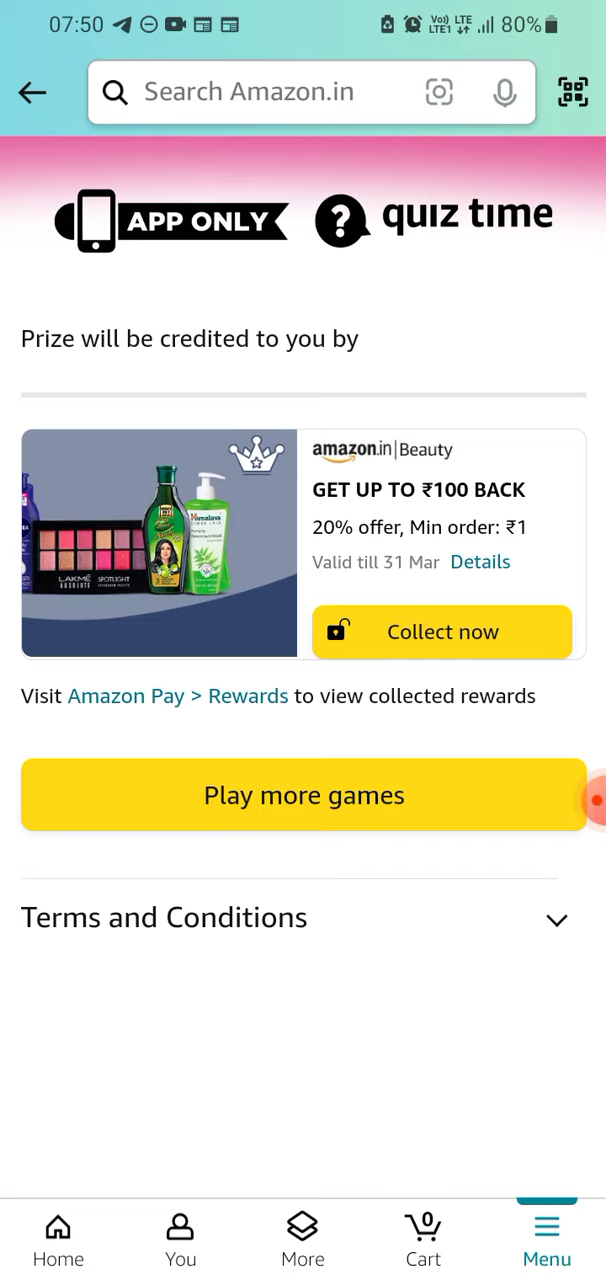 07:50
Vo)) LTE
LTE1
80%
Search Amazon.in
APP ONLY
? quiz time
Prize will be credited to you by
amazon.in|Beauty
GET UP TO ₹100 BACK
20% offer, Min order: ₹1
Valid till 31 Mar Details
Himalaya
LAKMÉ
ABSOLUTE
SPOTLIGHT
Collect now
Visit Amazon Pay > Rewards to view collected rewards
Play more games
Terms and Conditions
0
Home
You
More
Cart
Menu